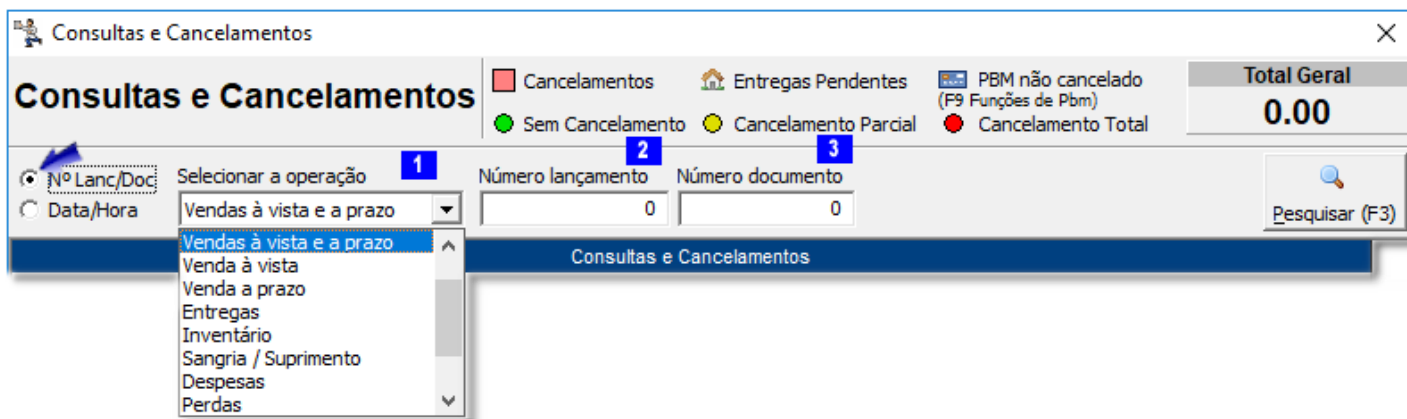 Consultas e Cancelamentos
Consultas e Cancelamentos
Cancelamentos
Entregas Pendentes
PBM não cancelado
(F9 Funções de Pbm)
Sem Cancelamento
Cancelamento Parcial
Cancelamento Total
Total Geral
0.00
1
2
3
Nº Lanc/Doc
Data/Hora
Selecionar a operação
Vendas à vista e a prazo
Número lançamento
0
Número documento
0
Pesquisar (F3)
Vendas à vista e a prazo
Venda à vista
Venda a prazo
Entregas
Inventário
Sangria / Suprimento
Despesas
Perdas
Consultas e Cancelamentos